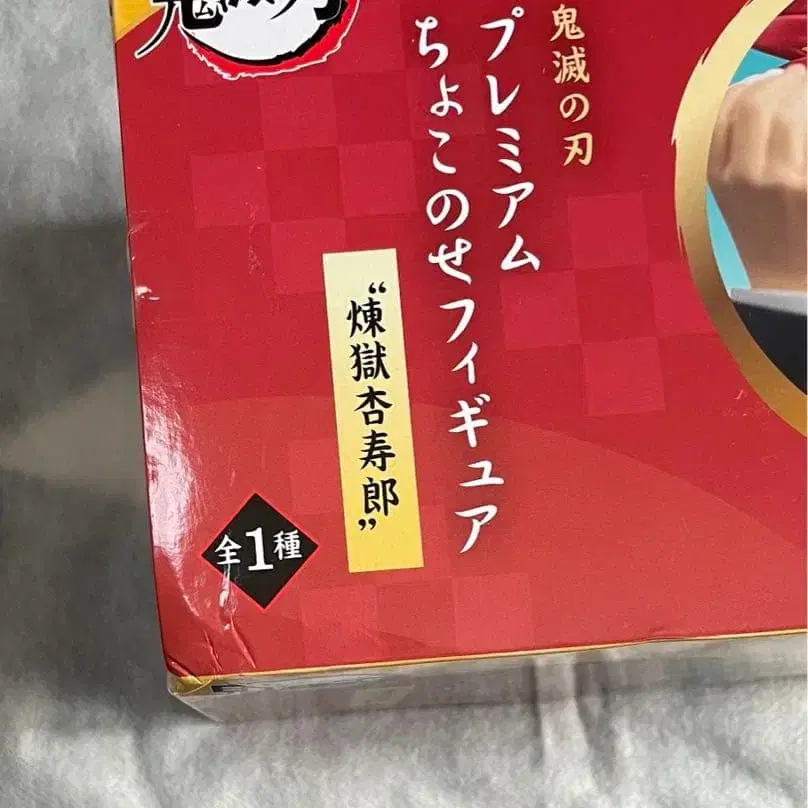 鬼滅の刃
プレミアム
ちょこのせフィギュア
“煉獄杏寿郎”
全1種